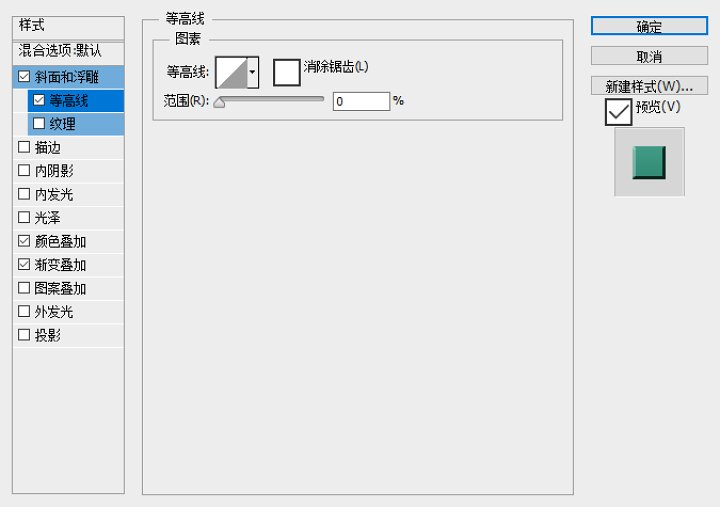 样式
混合选项:默认
斜面和浮雕
等高线
纹理
描边
内阴影
内发光
光泽
颜色叠加
渐变叠加
图案叠加
外发光
投影
等高线
图素
等高线:
消除锯齿(L)
范围(R):
0
%
确定
取消
新建样式(W)...
预览(V)